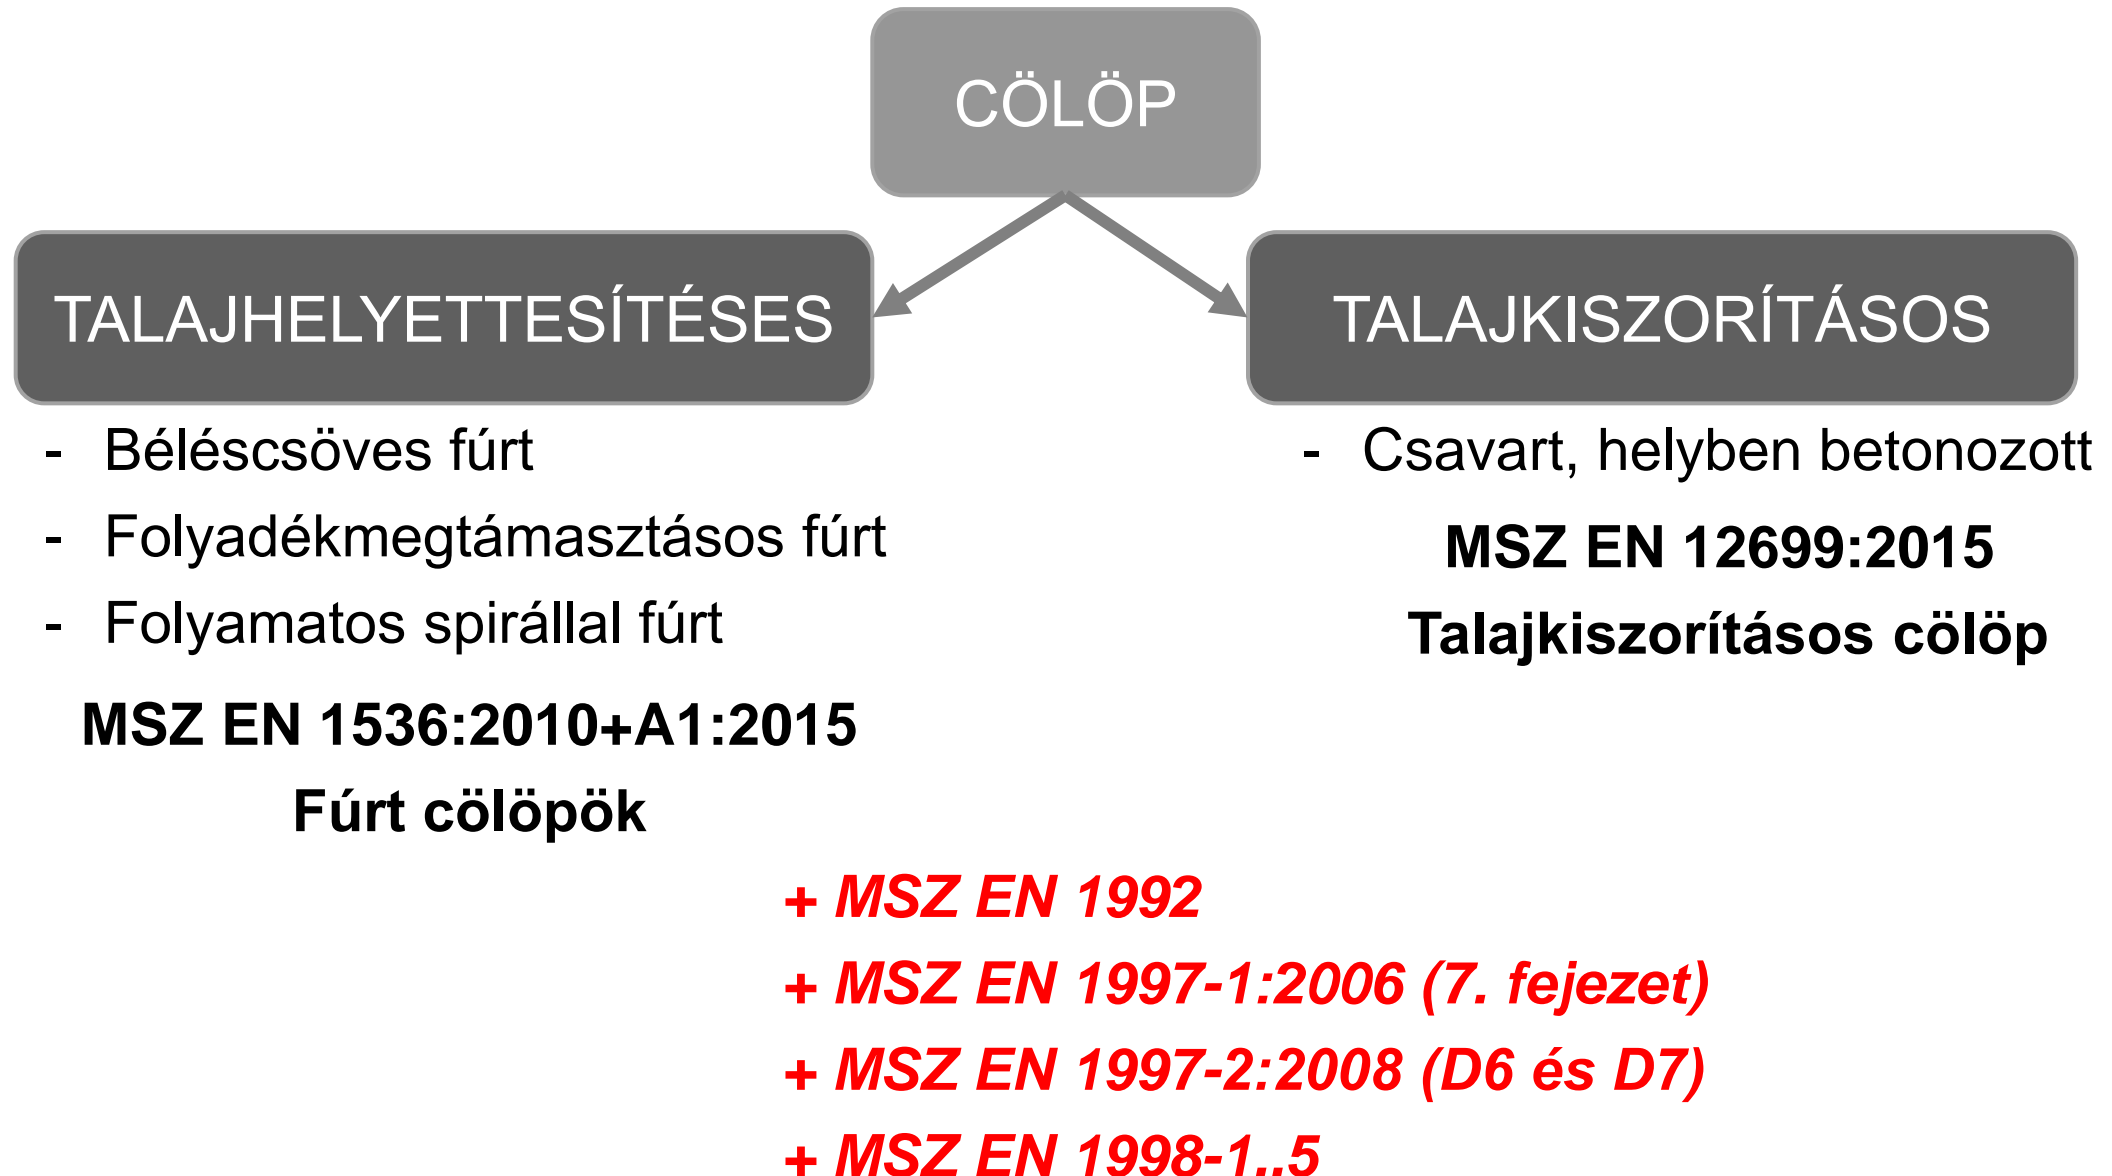 CÖLÖP
TALAJHELYETTESÍTÉSES
- Béléscsöves fúrt
- Folyadékmegtámasztásos fúrt
- Folyamatos spirállal fúrt
MSZ EN 1536:2010+A1:2015
Fúrt cölöpök
TALAJKISZORÍTÁSOS
- Csavart, helyben betonozott
MSZ EN 12699:2015
Talajkiszorításos cölöp
+ MSZ EN 1992
+ MSZ EN 1997-1:2006 (7. fejezet)
+ MSZ EN 1997-2:2008 (D6 és D7)
+ MSZ EN 1998-1..5